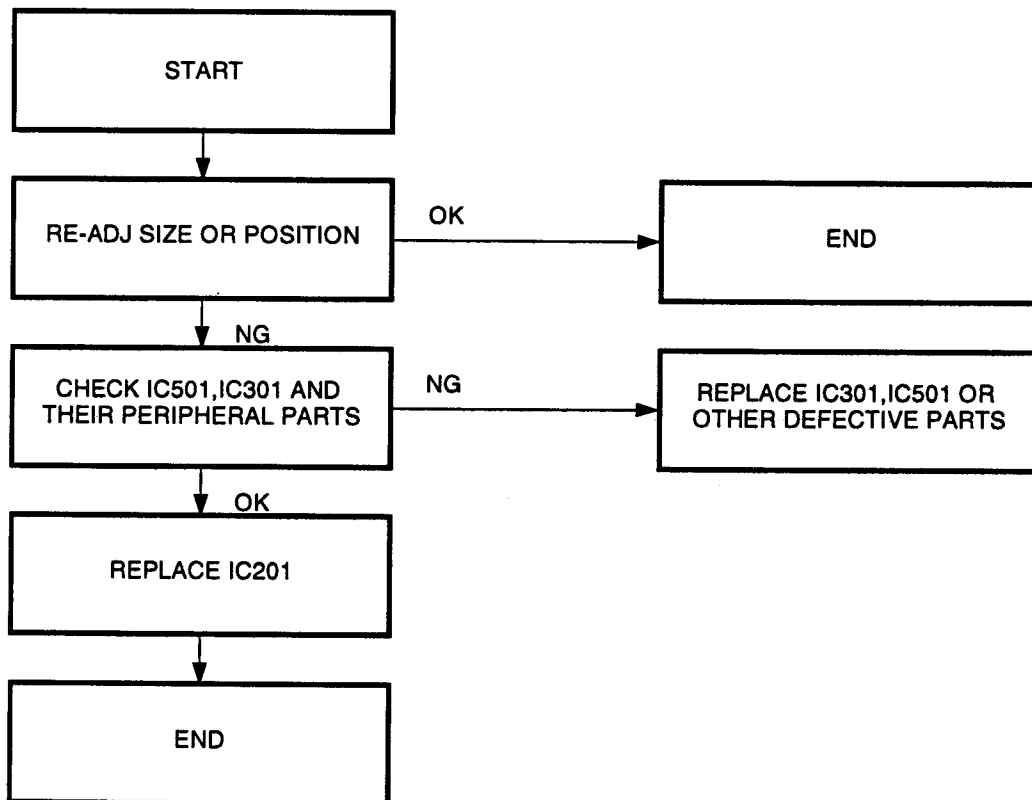 START
RE-ADJ SIZE OR POSITION
OK
END
NG
CHECK IC501,IC301 AND
THEIR PERIPHERAL PARTS
NG
REPLACE IC301,IC501 OR
OTHER DEFECTIVE PARTS
OK
REPLACE IC201
END